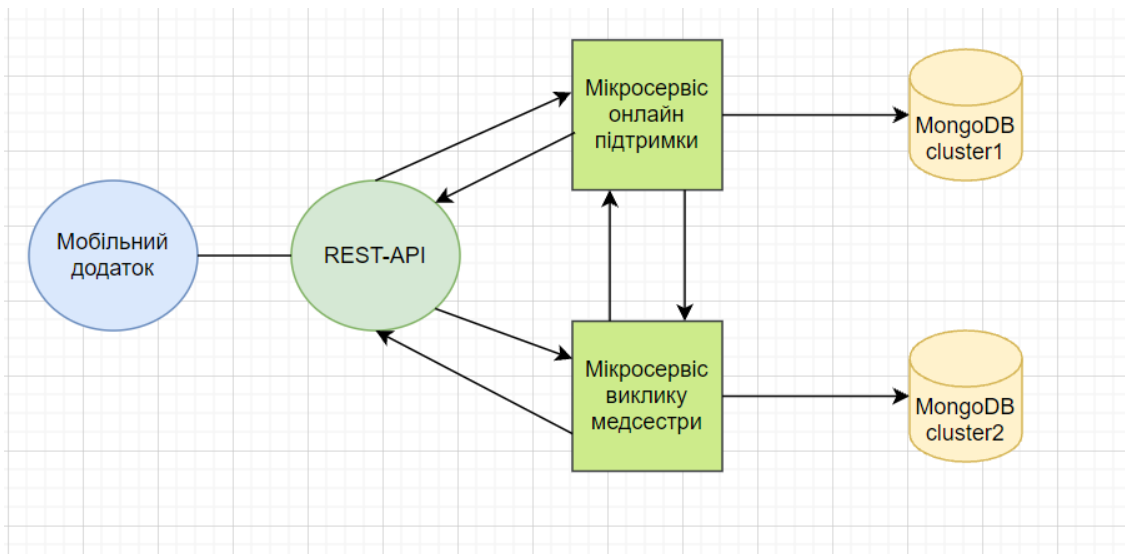 Мобільний
додаток
REST-API
Мікросервіс
онлайн
підтримки
MongoDB
cluster1
Мікросервіс
виклику
медсестри
MongoDB
cluster2